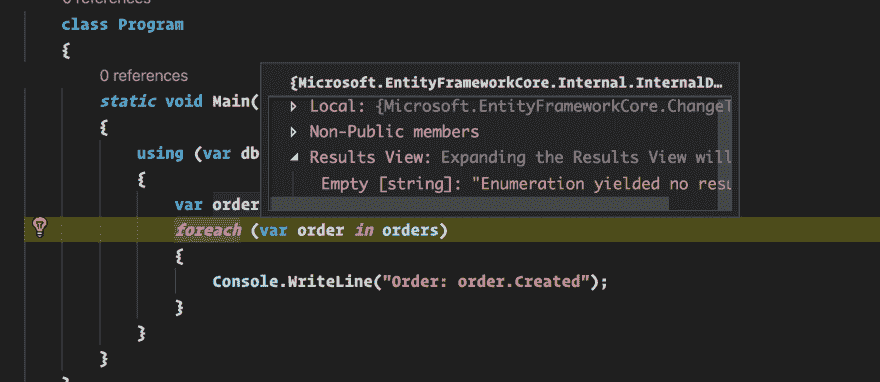 0 references
class Program
{
0 references
static void Main(
{
using (var db
{
var order
foreach (var order in orders)
{
Console.WriteLine("Order: order.Created");
}
}
}
{Microsoft.EntityFrameworkCore.Internal.InternalD…
Local: {Microsoft.EntityFrameworkCore.ChangeT
Non-Public members
Results View: Expanding the Results View will
Empty [string]: "Enumeration yielded no resu